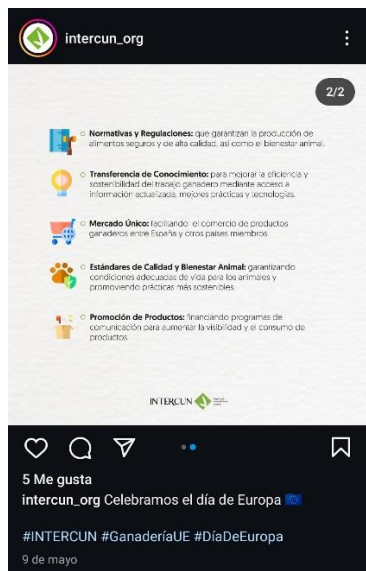 intercun_org
2/2
Normativas y Regulaciones: que garantizan la producción de
alimentos seguros y de alta calidad, así como el bienestar animal.
Transferencia de Conocimiento: para mejorar la eficiencia y
sostenibilidad del trabajo ganadero mediante acceso a
información actualizada, mejores prácticas y tecnologías.
Mercado Único: facilitando el comercio de productos
ganaderos entre España y otros países miembros.
Estándares de Calidad y Bienestar Animal: garantizando
condiciones adecuadas de vida para los animales y
promoviendo prácticas más sostenibles.
Promoción de Productos: financiando programas de
comunicación para aumentar la visibilidad y el consumo de
productos.
INTERCUN
5 Me gusta
intercun_org Celebramos el día de Europa 🇪🇺
#INTERCUN #GanaderíaUE #DíaDeEuropa
9 de mayo